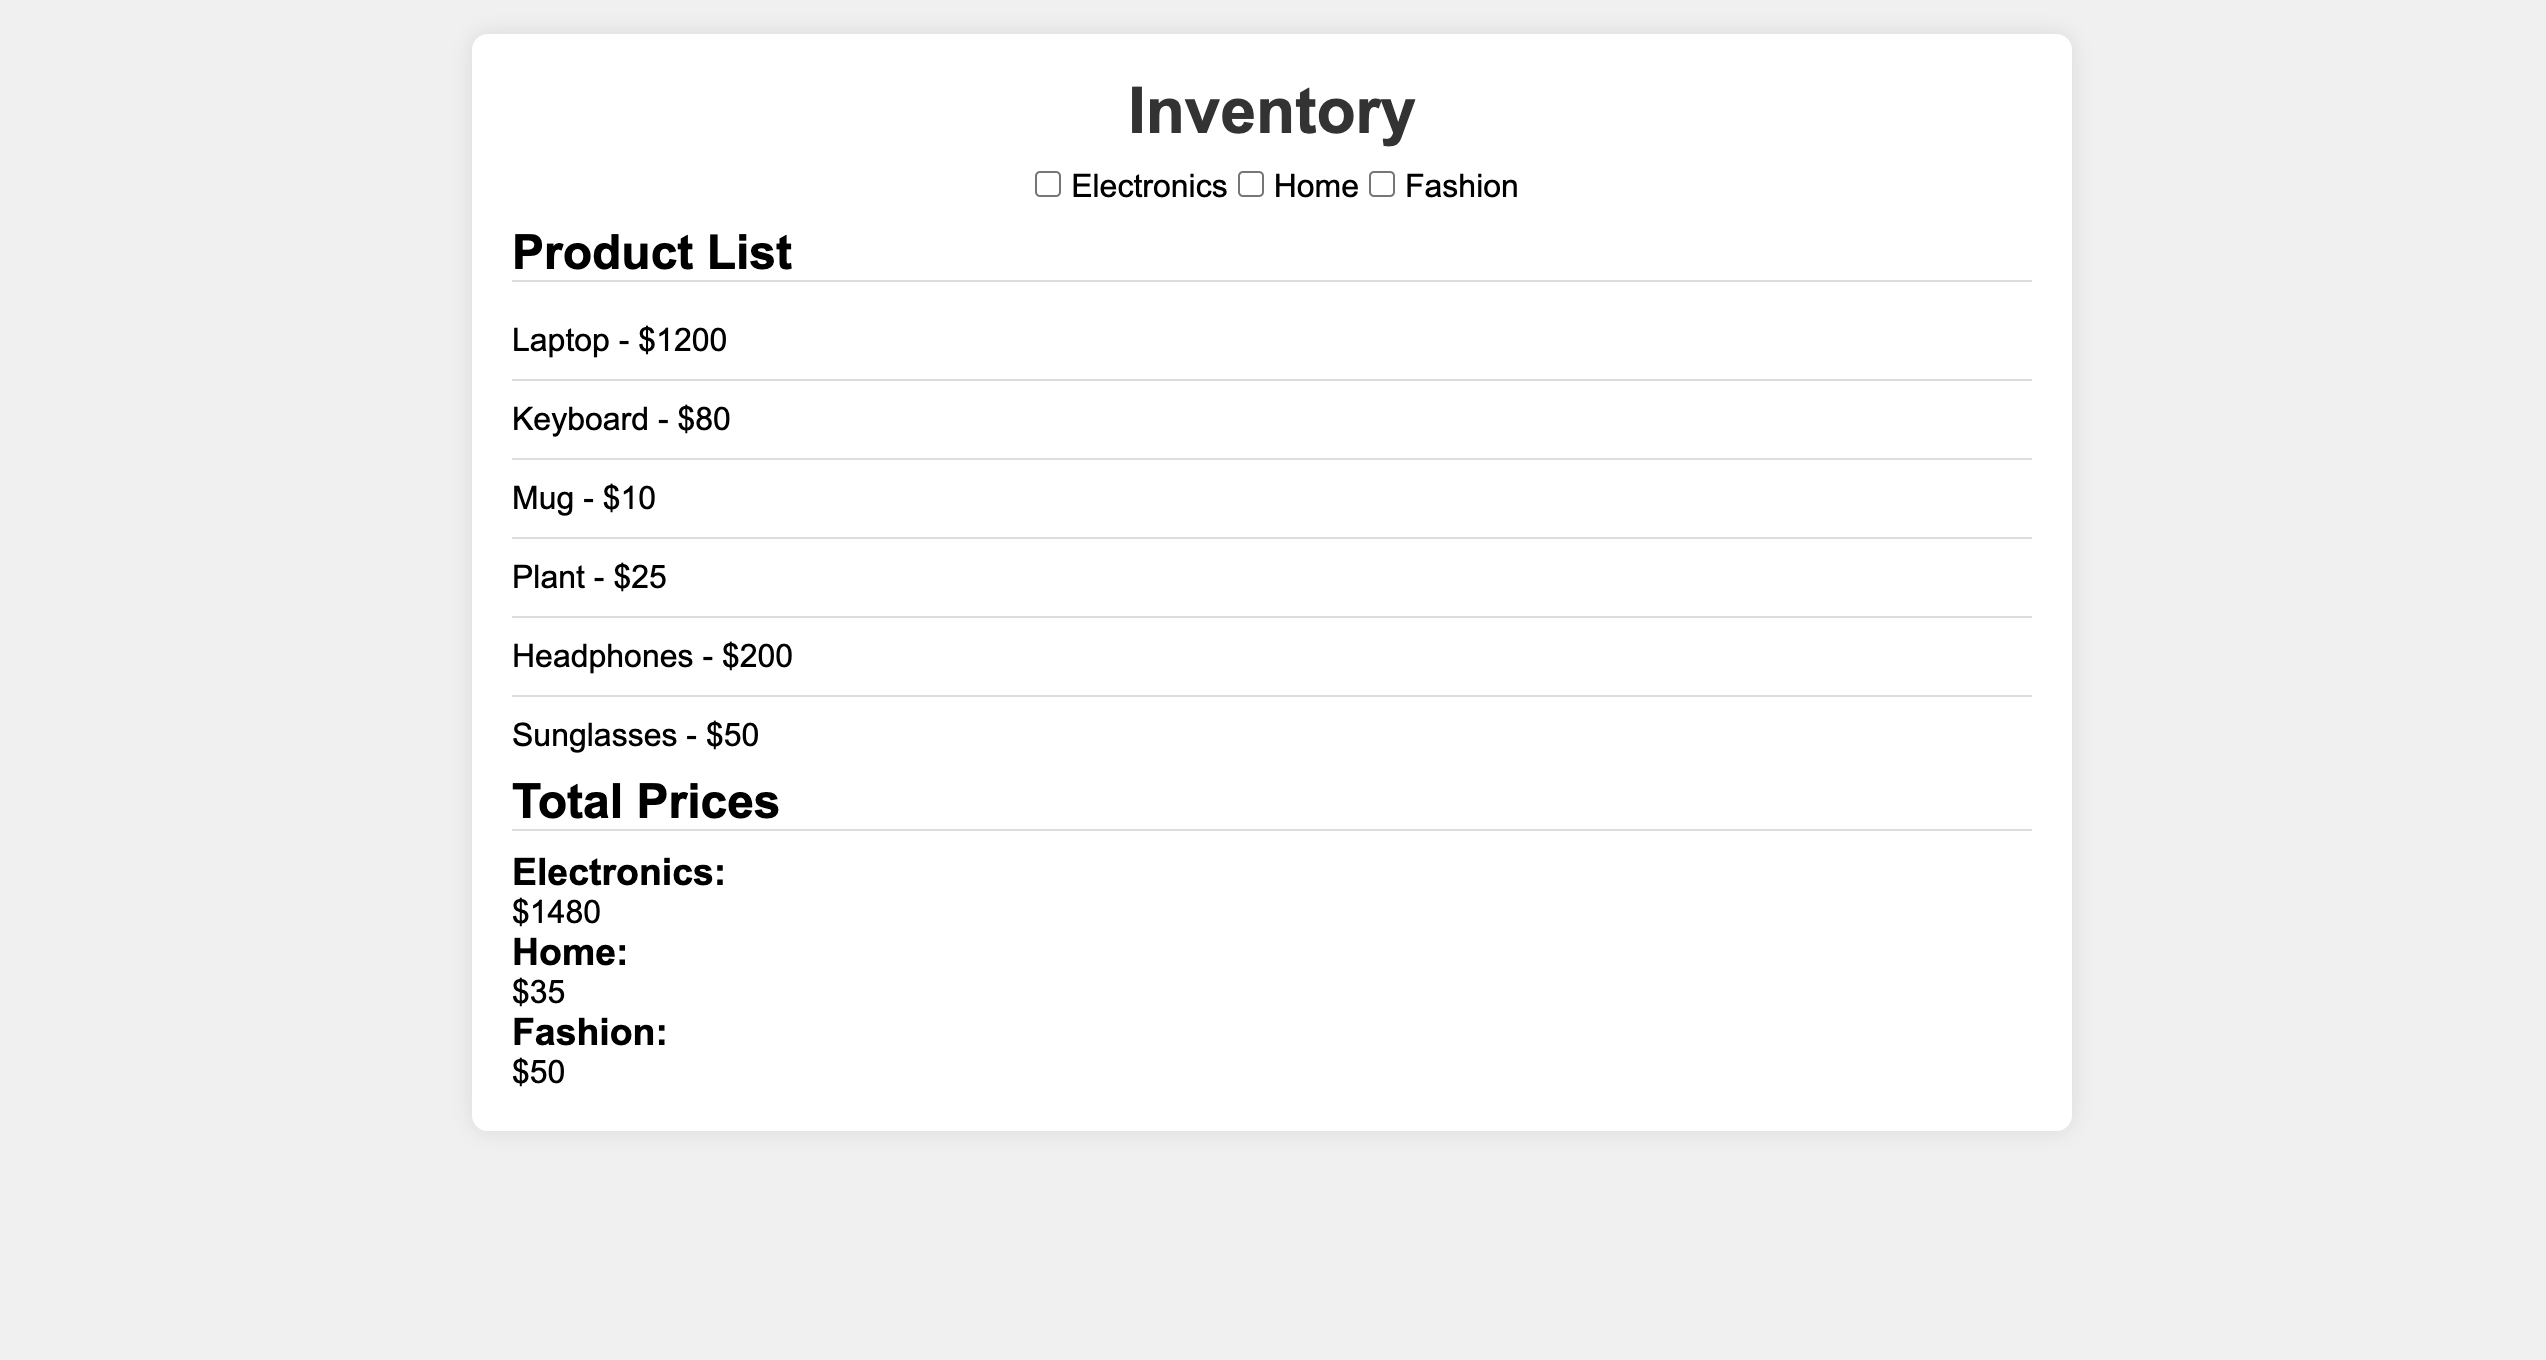 Inventory
Electronics Home Fashion
Product List
Laptop - $1200
Keyboard - $80
Mug - $10
Plant - $25
Headphones - $200
Sunglasses - $50
Total Prices
Electronics:
$1480
Home:
$35
Fashion:
$50